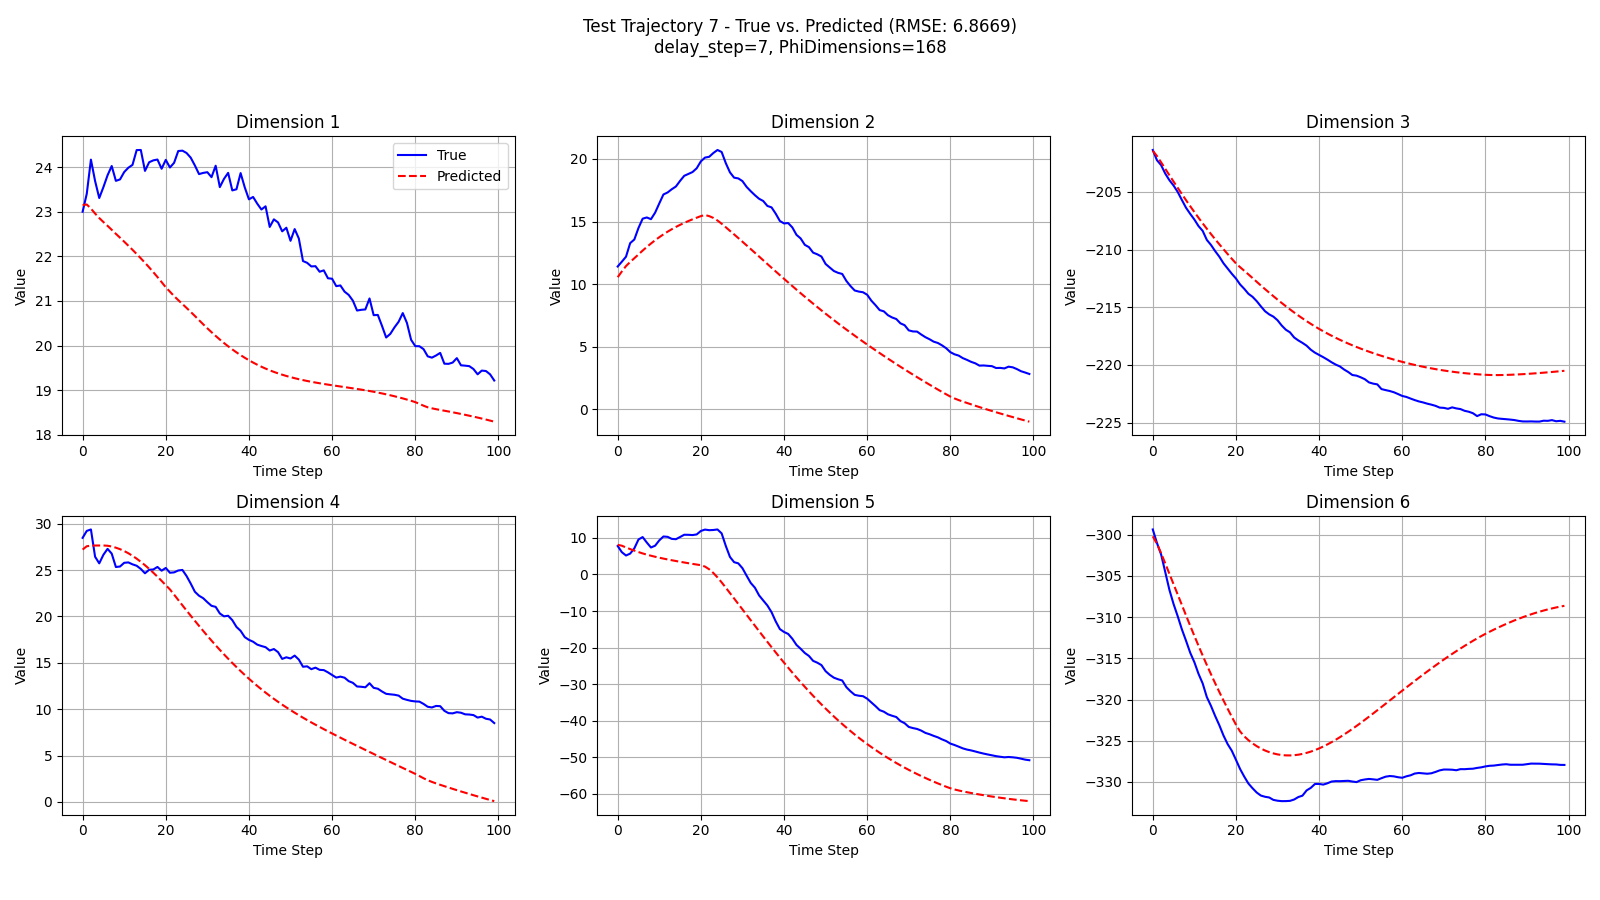 Test Trajectory 7 - True vs. Predicted (RMSE: 6.8669)
delay_step=7, PhiDimensions=168
Dimension 1
Value
24
23
22
21
20
19
18
0 20 40 60 80 100
Time Step
True
Predicted
Dimension 2
Value
20
15
10
5
0
0 20 40 60 80 100
Time Step
Dimension 3
Value
−205
−210
−215
−220
−225
0 20 40 60 80 100
Time Step
Dimension 4
Value
30
25
20
15
10
5
0
0 20 40 60 80 100
Time Step
Dimension 5
Value
10
0
−10
−20
−30
−40
−50
−60
0 20 40 60 80 100
Time Step
Dimension 6
Value
−300
−305
−310
−315
−320
−325
−330
0 20 40 60 80 100
Time Step